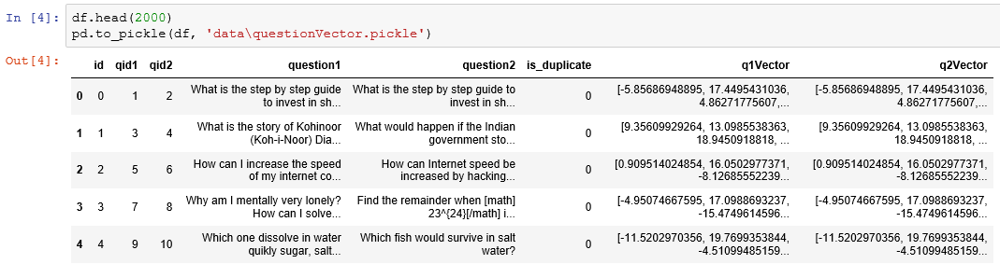 In [4]: df.head(2000)
pd.to_pickle(df, 'data\questionVector.pickle')
Out[4]:
id qid1 qid2 question1 question2 is_duplicate q1Vector q2Vector
0 0 1 2 What is the step by step guide to invest in sh... What is the step by step guide to invest in sh... 0 [-5.85686948895, 17.4495431036, 4.86271775607,... [-5.85686948895, 17.4495431036, 4.86271775607,...
1 1 3 4 What is the story of Kohinoor (Koh-i-Noor) Dia... What would happen if the Indian government sto... 0 [9.35609929264, 13.0985538363, 18.9450918818, ... [9.35609929264, 13.0985538363, 18.9450918818, ...
2 2 5 6 How can I increase the speed of my internet co... How can Internet speed be increased by hacking... 0 [0.909514024854, 16.0502977371, -8.12685552239... [0.909514024854, 16.0502977371, -8.12685552239...
3 3 7 8 Why am I mentally very lonely? How can I solve... Find the remainder when [math] 23^{24}[/math] i... 0 [-4.95074667595, 17.0988693237, -15.4749614596... [-4.95074667595, 17.0988693237, -15.4749614596...
4 4 9 10 Which one dissolve in water quikly sugar, salt... Which fish would survive in salt water? 0 [-11.5202970356, 19.7699353844, -4.51099485159... [-11.5202970356, 19.7699353844, -4.51099485159...